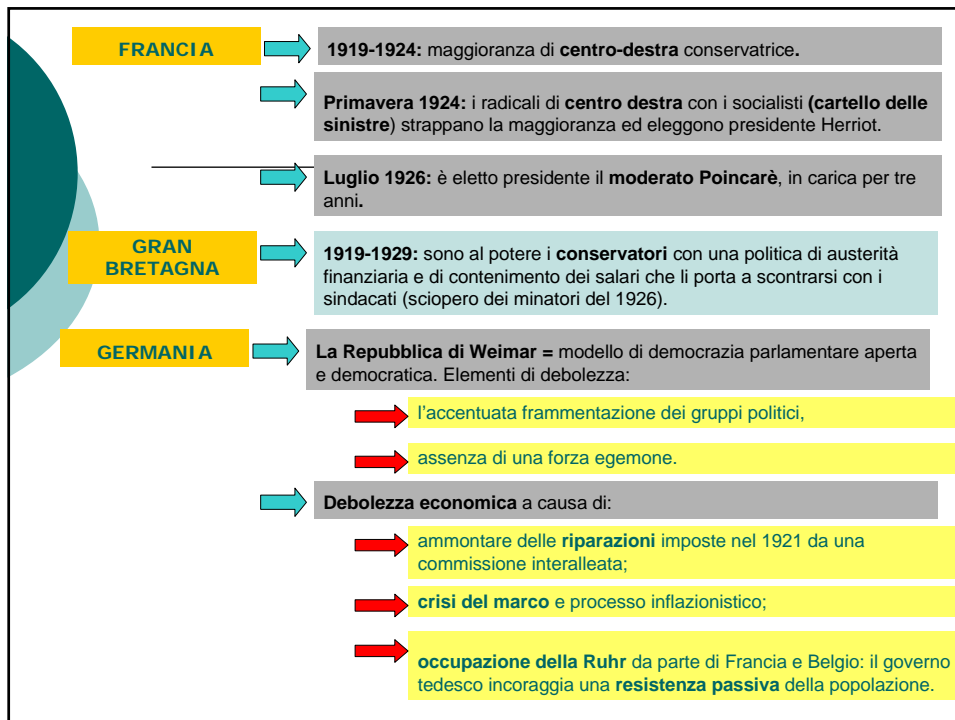 FRANCIA
1919-1924: maggioranza di centro-destra conservatrice.
Primavera 1924: i radicali di centro destra con i socialisti (cartello delle
sinistre) strappano la maggioranza ed eleggono presidente Herriot.
Luglio 1926: è eletto presidente il moderato Poincarè, in carica per tre
anni.
GRAN
BRETAGNA
1919-1929: sono al potere i conservatori con una politica di austerità
finanziaria e di contenimento dei salari che li porta a scontrarsi con i
sindacati (sciopero dei minatori del 1926).
GERMANIA
La Repubblica di Weimar = modello di democrazia parlamentare aperta
e democratica. Elementi di debolezza:
l'accentuata frammentazione dei gruppi politici,
assenza di una forza egemone.
Debolezza economica a causa di:
ammontare delle riparazioni imposte nel 1921 da una
commissione interalleata;
crisi del marco e processo inflazionistico;
occupazione della Ruhr da parte di Francia e Belgio: il governo
tedesco incoraggia una resistenza passiva della popolazione.